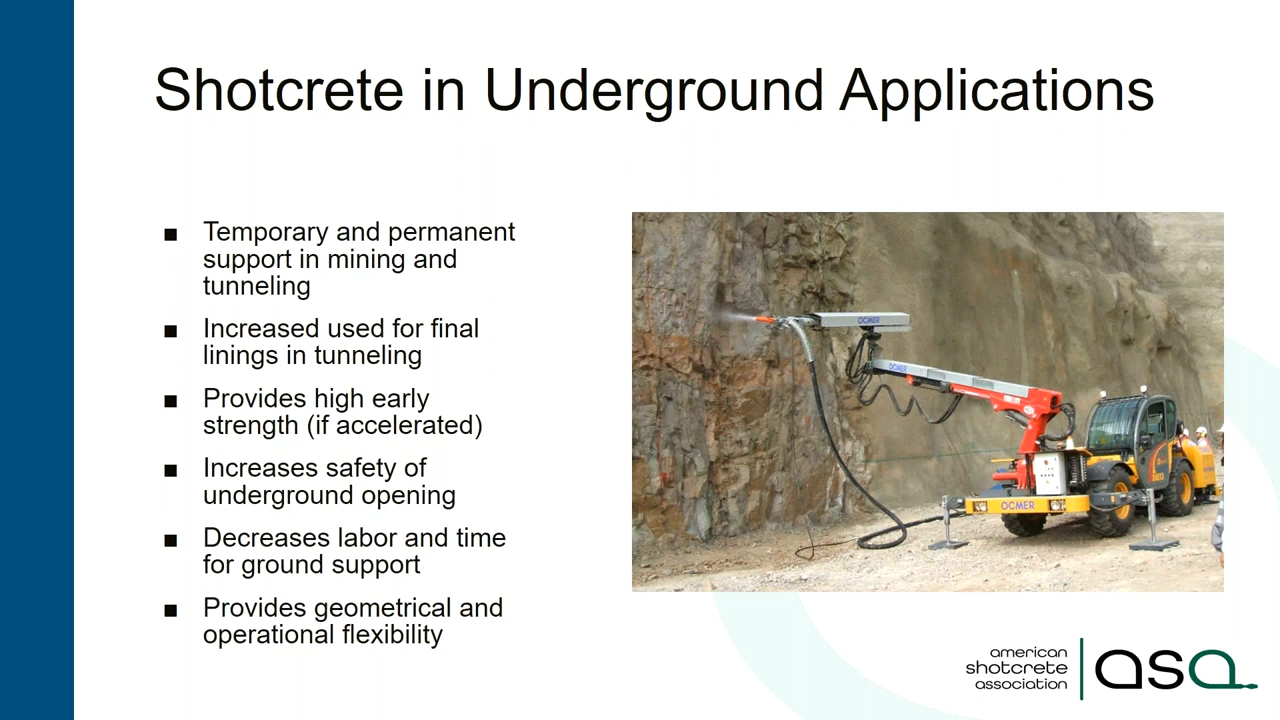 Shotcrete in Underground Applications
■ Temporary and permanent
support in mining and
tunneling
■ Increased used for final
linings in tunneling
■ Provides high early
strength (if accelerated)
■ Increases safety of
underground opening
■ Decreases labor and time
for ground support
■ Provides geometrical and
operational flexibility
OCMER
OCMER
OCMER
american
shotcrete
association
asa